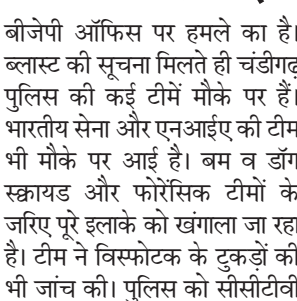 बीजेपी ऑफिस पर हमले का है।
ब्लास्ट की सूचना मिलते ही चंडीगढ़
पुलिस की कई टीमें मौके पर हैं।
भारतीय सेना और एनआईए की टीम
भी मौके पर आई है। बम व डॉग
स्क्वायड और फोरेंसिक टीमों के
जरिए पूरे इलाके को खंगाला जा रहा
है। टीम ने विस्फोटक के टुकड़ों की
भी जांच की। पुलिस को सीसीटीवी